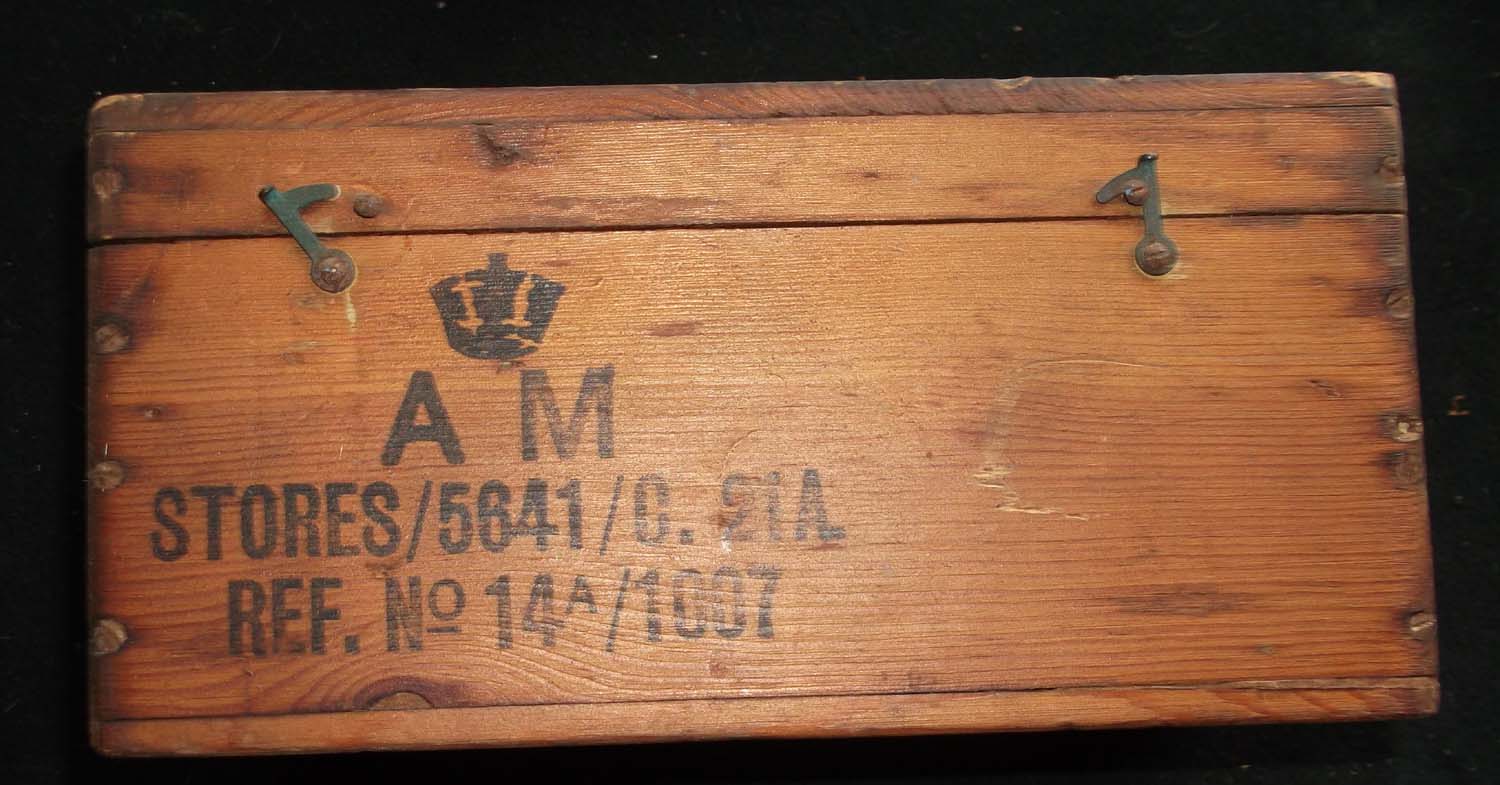 A M
STORES/5641/C. 21A.
REF. Nº 14A/1007